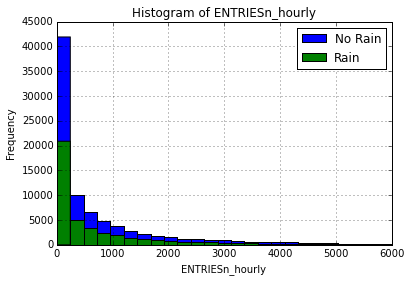 Histogram of ENTRIESn_hourly
45000
40000
35000
30000
25000
20000
15000
10000
5000
0
Frequency
No Rain
Rain
0 1000 2000 3000 4000 5000 6000
ENTRIESn_hourly